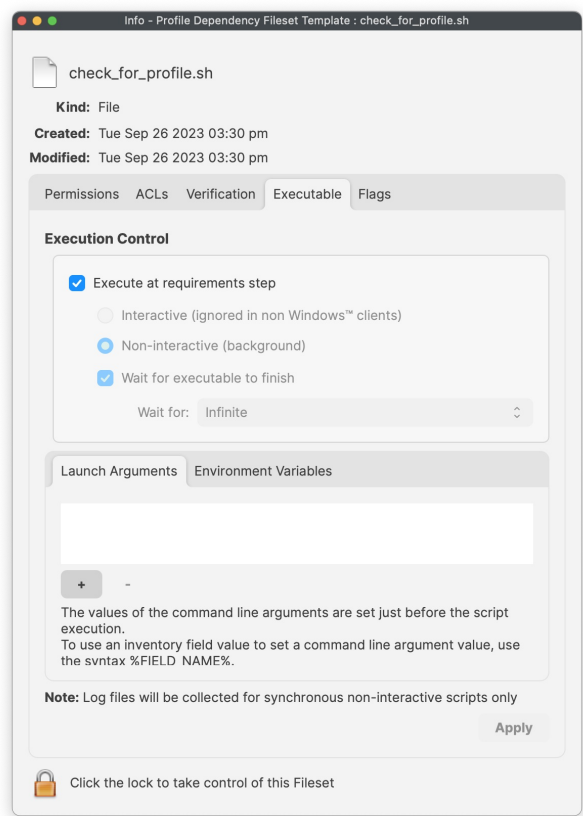 Info - Profile Dependency Fileset Template : check_for_profile.sh
check_for_profile.sh
Kind: File
Created: Tue Sep 26 2023 03:30 pm
Modified: Tue Sep 26 2023 03:30 pm
Permissions ACLs Verification Executable Flags
Execution Control
Execute at requirements step
Interactive (ignored in non Windows™ clients)
Non-interactive (background)
Wait for executable to finish
Wait for: Infinite
Launch Arguments Environment Variables
+ -
The values of the command line arguments are set just before the script
execution.
To use an inventory field value to set a command line argument value, use
the syntax %FIELD_NAME%.
Note: Log files will be collected for synchronous non-interactive scripts only
Apply
Click the lock to take control of this Fileset